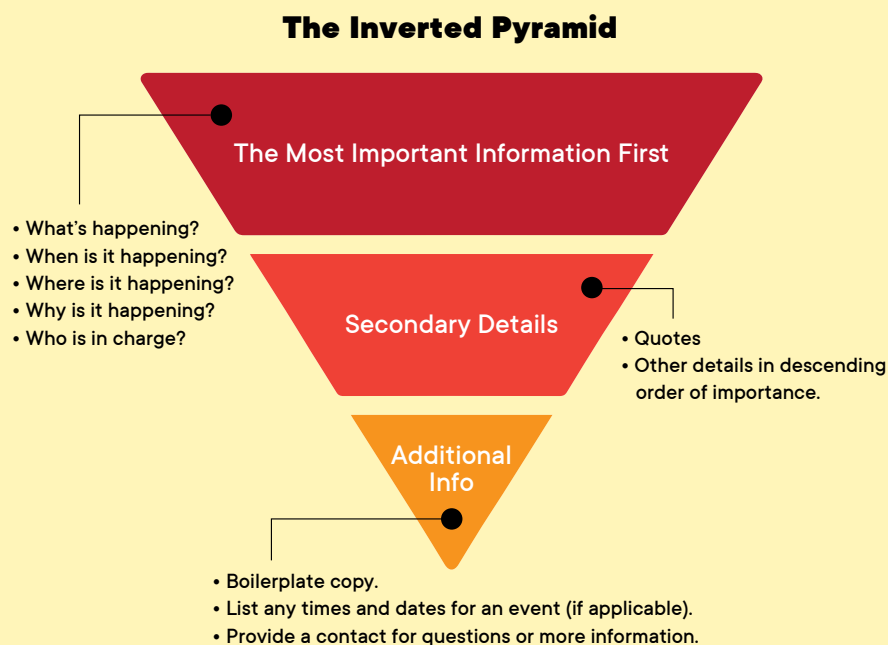 The Inverted Pyramid
The Most Important Information First
• What's happening?
• When is it happening?
• Where is it happening?
• Why is it happening?
• Who is in charge?
Secondary Details
• Quotes
• Other details in descending
order of importance.
Additional
Info
• Boilerplate copy.
• List any times and dates for an event (if applicable).
• Provide a contact for questions or more information.